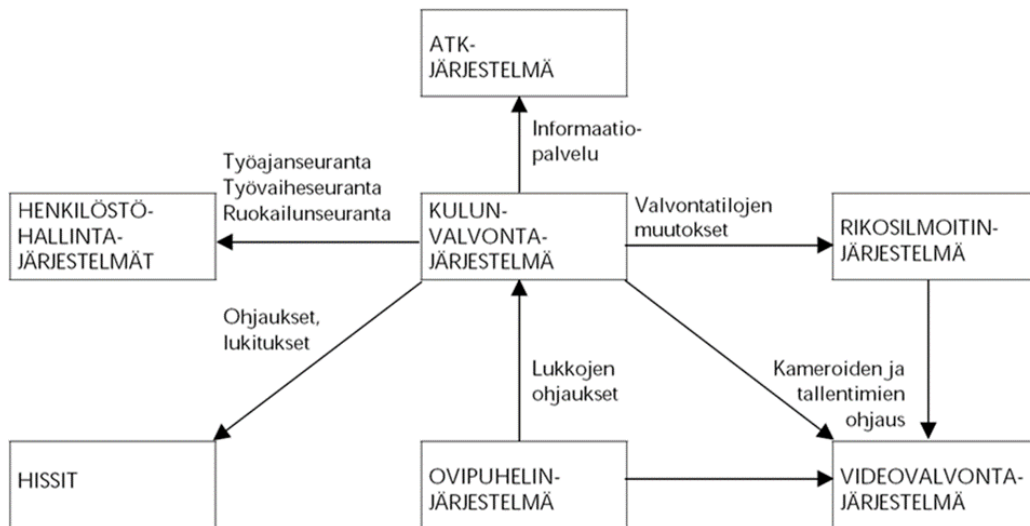 ATK-
JÄRJESTELMÄ
Informaatio-
palvelu
Työajanseuranta
Työvaiheseuranta
Ruokailunseuranta
HENKILÖSTÖ-
HALLINTA-
JÄRJESTELMÄT
KULUN-
VALVONTA-
JÄRJESTELMÄ
Valvontatilojen
muutokset
RIKOSILMOITIN-
JÄRJESTELMÄ
Ohjaukset,
lukitukset
Lukkojen
ohjaukset
Kameroiden ja
tallentimien
ohjaus
HISSIT
OVIPUHELIN-
JÄRJESTELMÄ
VIDEOVALVONTA-
JÄRJESTELMÄ